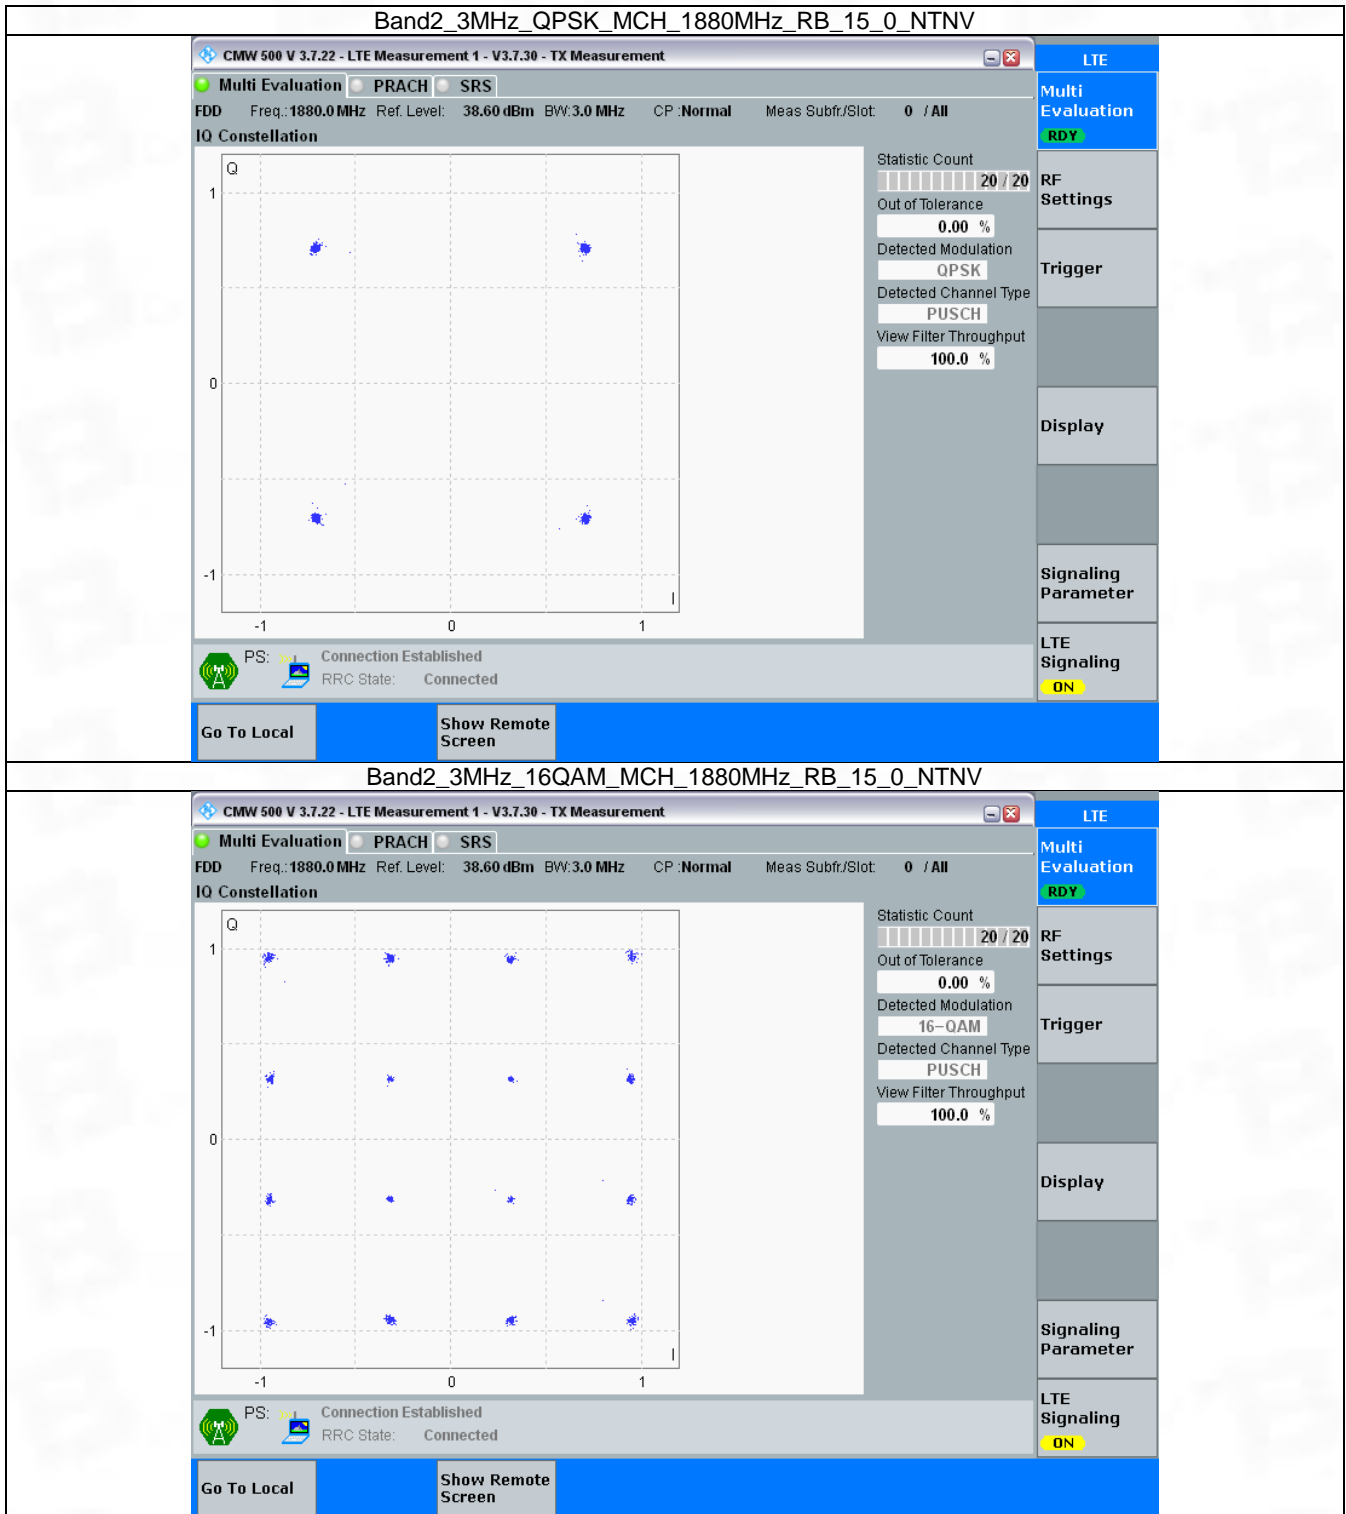 Band2_3MHz_QPSK_MCH_1880MHz_RB_15_0_NTNV
CMW 500 V 3.7.22 - LTE Measurement 1 - V3.7.30 - TX Measurement
LTE
Multi Evaluation PRACH SRS
Multi
Evaluation
RDY
FDD Freq.:1880.0 MHz Ref. Level: 38.60 dBm BW:3.0 MHz CP :Normal Meas Subfr./Slot: 0 / All
IQ Constellation
Q
1
0
-1
I
-1 0 1
Statistic Count
20 / 20
Out of Tolerance
0.00 %
Detected Modulation
QPSK
Detected Channel Type
PUSCH
View Filter Throughput
100.0 %
RF
Settings
Trigger
Display
Signaling
Parameter
LTE
Signaling
ON
PS: Connection Established
RRC State: Connected
Go To Local
Show Remote
Screen
Band2_3MHz_16QAM_MCH_1880MHz_RB_15_0_NTNV
CMW 500 V 3.7.22 - LTE Measurement 1 - V3.7.30 - TX Measurement
LTE
Multi Evaluation PRACH SRS
Multi
Evaluation
RDY
FDD Freq.:1880.0 MHz Ref. Level: 38.60 dBm BW:3.0 MHz CP :Normal Meas Subfr./Slot: 0 / All
IQ Constellation
Q
1
0
-1
I
-1 0 1
Statistic Count
20 / 20
Out of Tolerance
0.00 %
Detected Modulation
16-QAM
Detected Channel Type
PUSCH
View Filter Throughput
100.0 %
RF
Settings
Trigger
Display
Signaling
Parameter
LTE
Signaling
ON
PS: Connection Established
RRC State: Connected
Go To Local
Show Remote
Screen